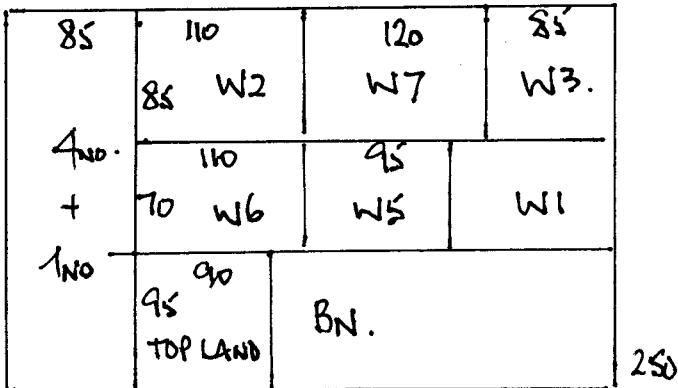 85 110 120 85
85 W2 W7 W3.
4NO. 110 95
+ 70 W6 W5 W1
1NO 90
95 BN.
TOP LAND
250